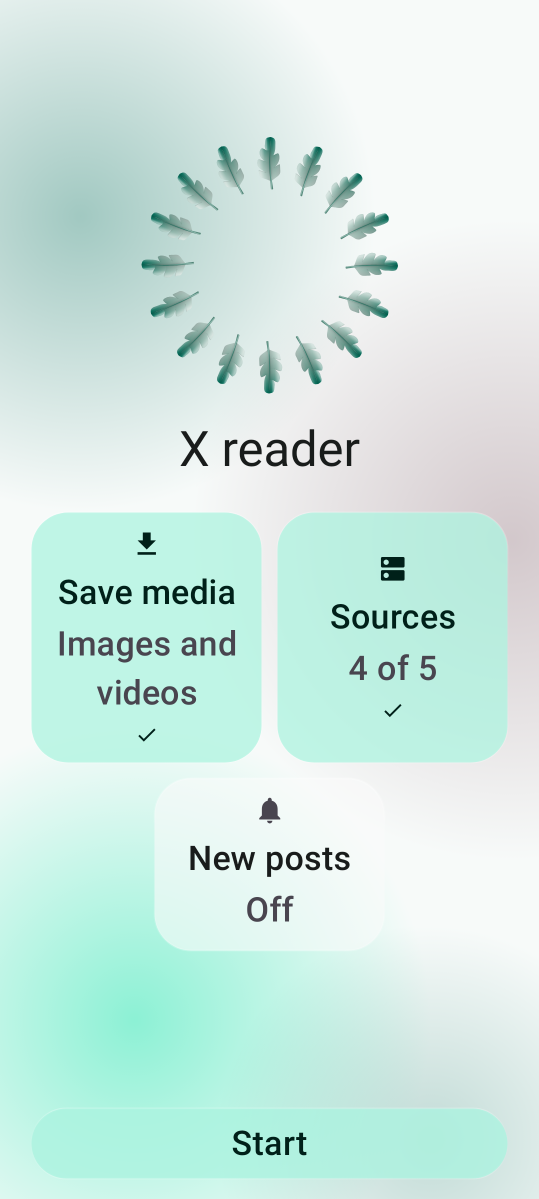 X reader
Save media
Images and
videos
Sources
4 of 5
New posts
Off
Start